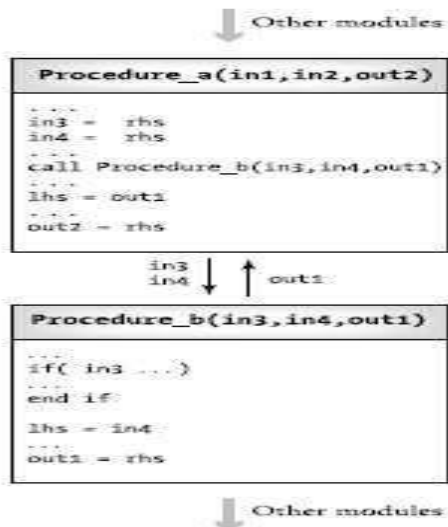 Other modules
Procedure_a(in1,in2,out2)
...
in3 = rhs
in4 = rhs
...
call Procedure_b(in3,in4,out1)
...
lhs = out1
...
out2 = rhs
in3
in4
out1
Procedure_b(in3,in4,out1)
...
if( in3 ...)
...
end if
lhs = in4
...
out1 = rhs
Other modules